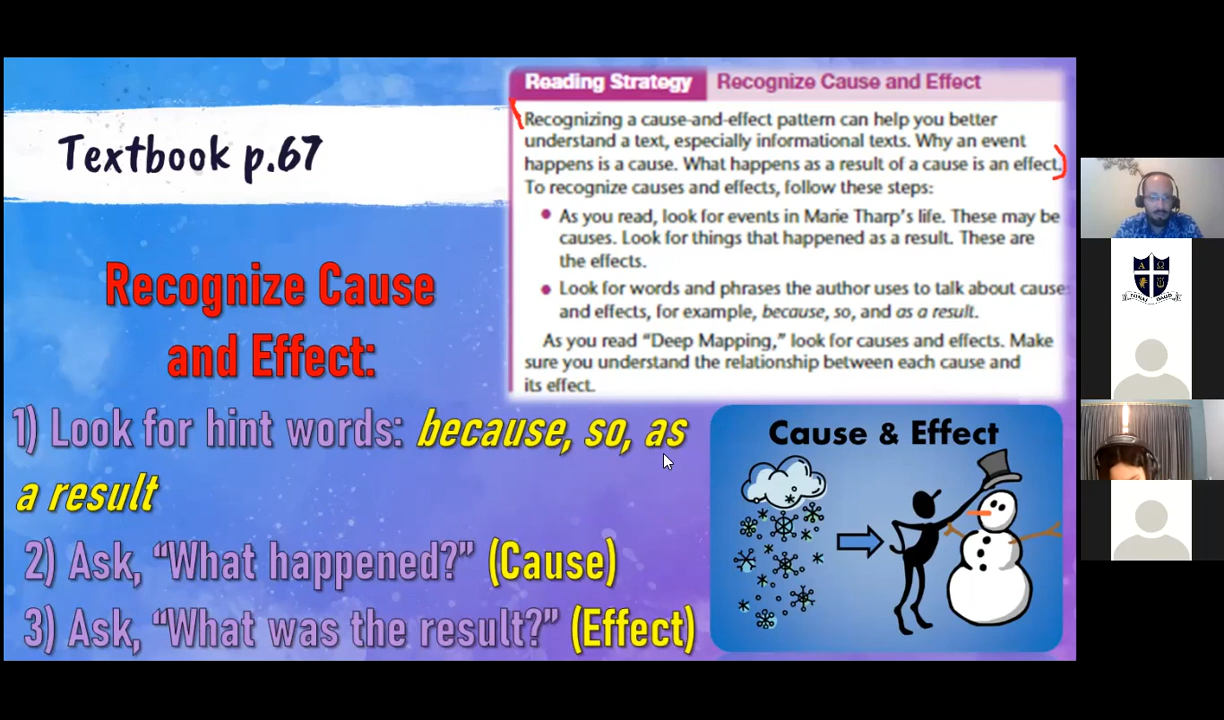 Textbook p.67
Reading Strategy Recognize Cause and Effect
Recognizing a cause-and-effect pattern can help you better
understand a text, especially informational texts. Why an event
happens is a cause. What happens as a result of a cause is an effect.
To recognize causes and effects, follow these steps:
• As you read, look for events in Marie Tharp's life. These may be
causes. Look for things that happened as a result. These are
the effects.
• Look for words and phrases the author uses to talk about cause
and effects, for example, because, so, and as a result.
As you read "Deep Mapping," look for causes and effects. Make
sure you understand the relationship between each cause and
its effect.
Recognize Cause
and Effect:
1) Look for hint words: because, so, as
a result
2) Ask, "What happened?" (Cause)
3) Ask, "What was the result?" (Effect)
Cause & Effect